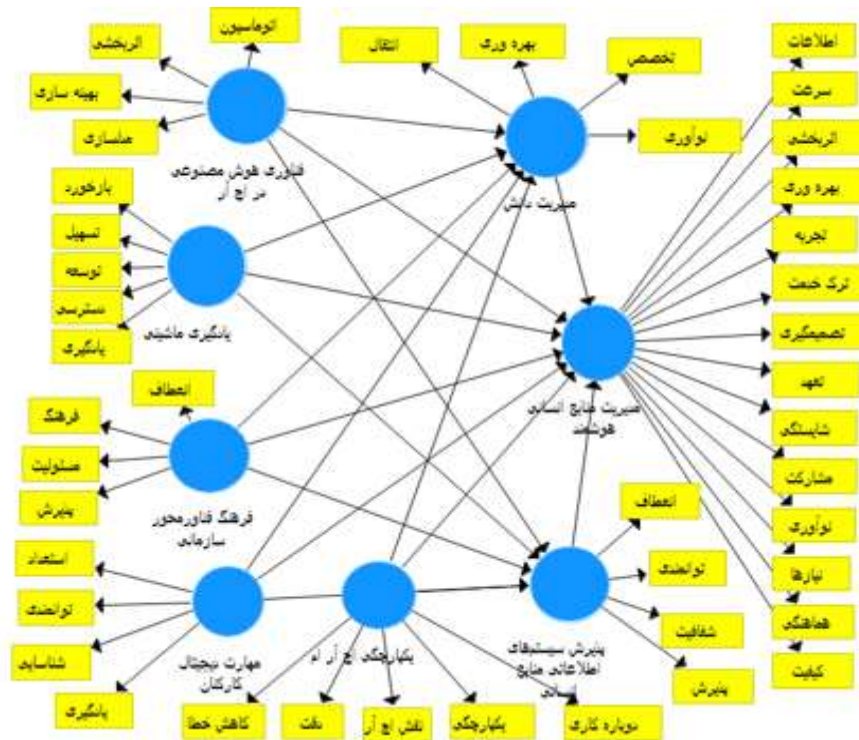 اتوماسیون
اثربخشی
بهینه سازی
همسازی
فناوری هوش مصنوعی
در اچ آر
انتقال
بهره وری
تخصص
نوآوری
مدیریت دانش
بازخورد
تسهیل
توسعه
دسترسی
یادگیری
یادگیری ماشینی
انعطاف
فرهنگ
مسئولیت
پذیرش
فرهنگ فناورمحور
سازمانی
استعداد
توانمندی
شناسایی
یادگیری
مهارت دیجیتال
کارکنان
یکپارچگی اچ آر ام
کاهش خطا
دقت
نقش اچ آر
یکپارچگی
دوباره کاری
پذیرش سیستمهای
اطلاعاتی منابع
انسانی
انعطاف
توانمندی
شفافیت
پذیرش
مدیریت منابع انسانی
هوشمند
اطلاعات
سرعت
اثربخشی
بهره وری
تجربه
ترک خدمت
تصمیمگیری
تعهد
شایستگی
مشارکت
نوآوری
نیازها
هماهنگی
کیفیت